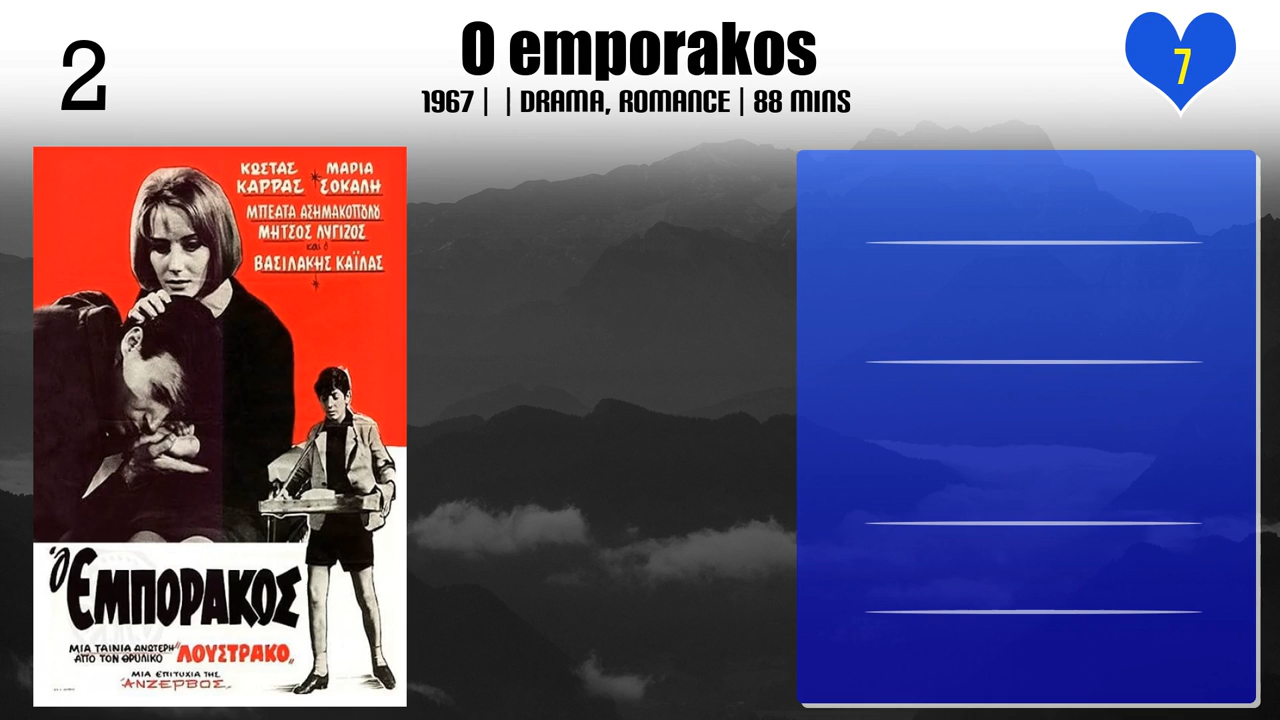 2
O emporakos
7
1967 | | DRAMA, ROMANCE | 88 MINS
ΚΩΣΤΑΣ ΜΑΡΙΑ
ΚΑΡΡΑΣ * ΣΟΚΑΛΗ
ΜΠΕΑΤΑ ΑΣΗΜΑΚΟΠΟΥΛΟΥ
ΜΗΤΣΟΣ ΛΥΓΙΖΟΣ
και ό
ΒΑΣΙΛΑΚΗΣ ΚΑΪΛΑΣ
ὁ ΕΜΠΟΡΑΚΟΣ
ΜΙΑ ΤΑΙΝΙΑ ΑΝΩΤΕΡΗ
ΑΠΟ ΤΟΝ ΘΡΥΛΙΚΟ "ΛΟΥΣΤΡΑΚΟ"
ΜΙΑ ΕΠΙΤΥΧΙΑ ΤΗΣ
"ΑΝΖΕΡΒΟΣ"